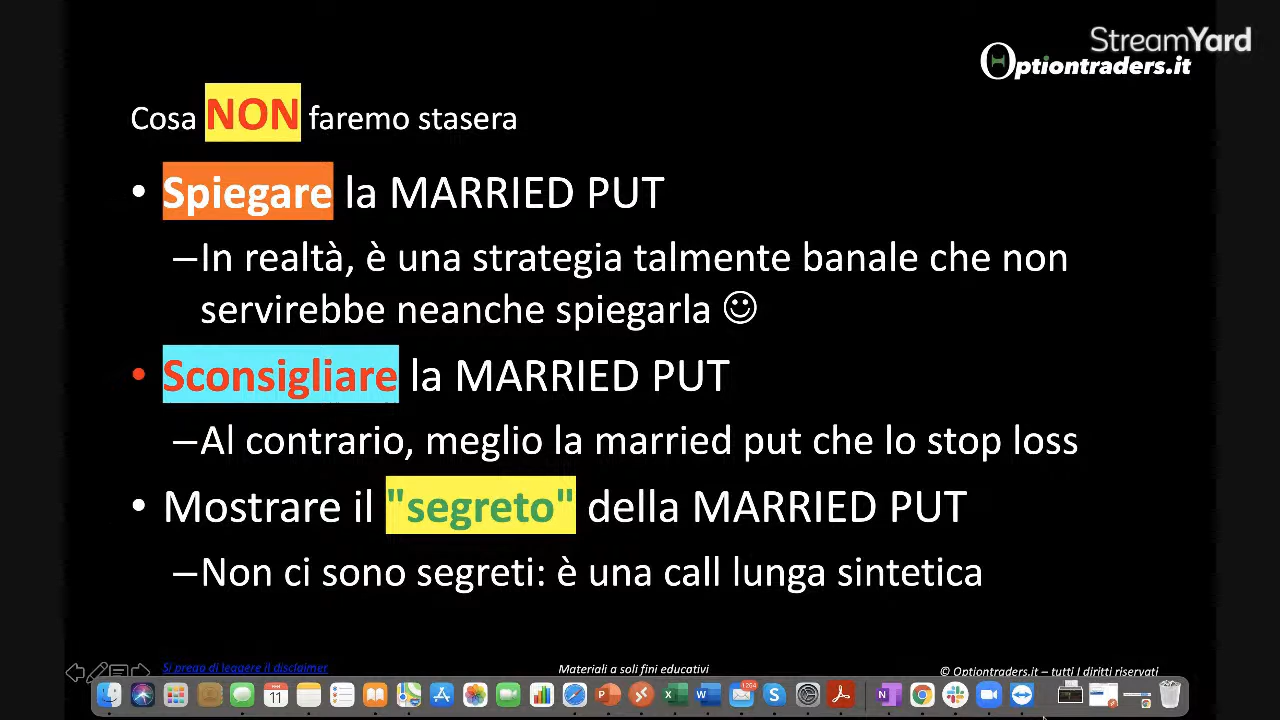 StreamYard
Optiontraders.it
Cosa NON faremo stasera
• Spiegare la MARRIED PUT
–In realtà, è una strategia talmente banale che non
servirebbe neanche spiegarla ☺
• Sconsigliare la MARRIED PUT
–Al contrario, meglio la married put che lo stop loss
• Mostrare il "segreto" della MARRIED PUT
–Non ci sono segreti: è una call lunga sintetica
Si prega di leggere il disclaimer
Materiali a soli fini educativi
© Optiontraders.it – tutti I diritti riservati
11
1264